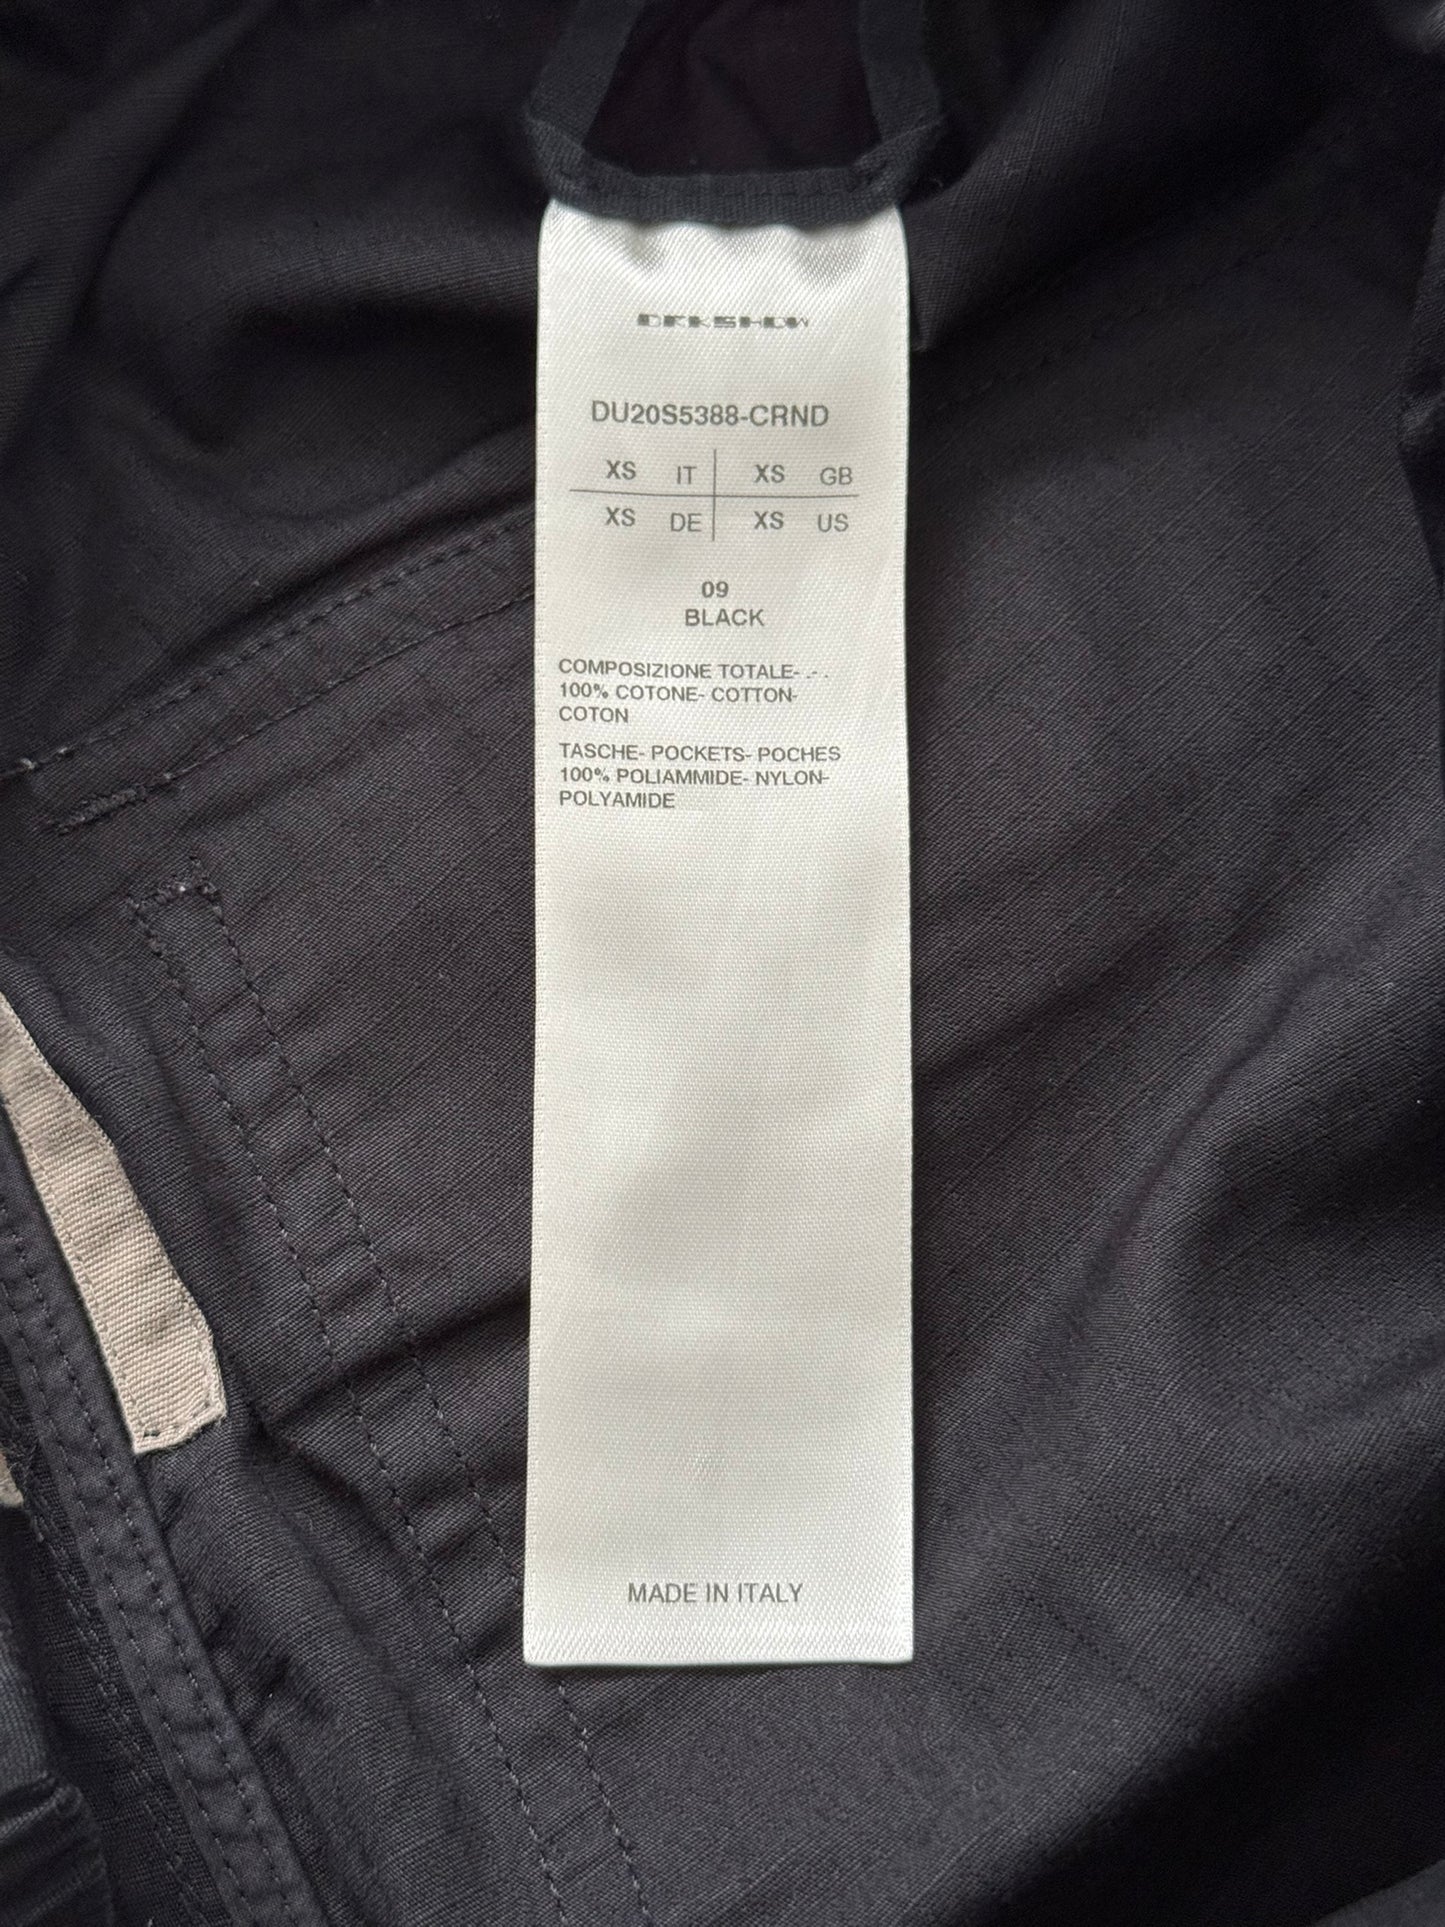 DRKSHDW
DU20S5388-CRND
XS IT XS GB
XS DE XS US
09
BLACK
COMPOSIZIONE TOTALE- .- .
100% COTONE- COTTON-
COTON
TASCHE- POCKETS- POCHES
100% POLIAMMIDE- NYLON-
POLYAMIDE
MADE IN ITALY